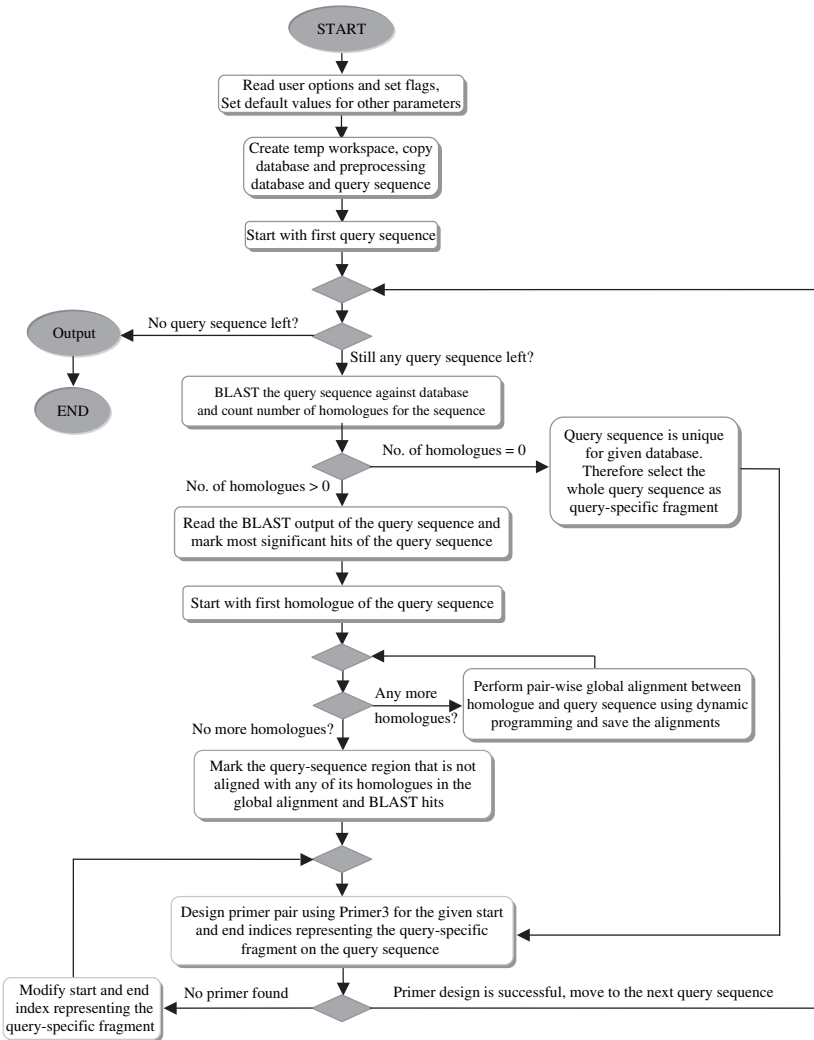 START
Read user options and set flags,
Set default values for other parameters
Create temp workspace, copy
database and preprocessing
database and query sequence
Start with first query sequence
No query sequence left?
Output
Still any query sequence left?
END
BLAST the query sequence against database
and count number of homologues for the sequence
No. of homologues = 0
Query sequence is unique
for given database.
Therefore select the
whole query sequence as
query-specific fragment
No. of homologues > 0
Read the BLAST output of the query sequence and
mark most significant hits of the query sequence
Start with first homologue of the query sequence
Any more
homologues?
Perform pair-wise global alignment between
homologue and query sequence using dynamic
programming and save the alignments
No more homologues?
Mark the query-sequence region that is not
aligned with any of its homologues in the
global alignment and BLAST hits
Design primer pair using Primer3 for the given start
and end indices representing the query-specific
fragment on the query sequence
No primer found
Modify start and end
index representing the
query-specific fragment
Primer design is successful, move to the next query sequence